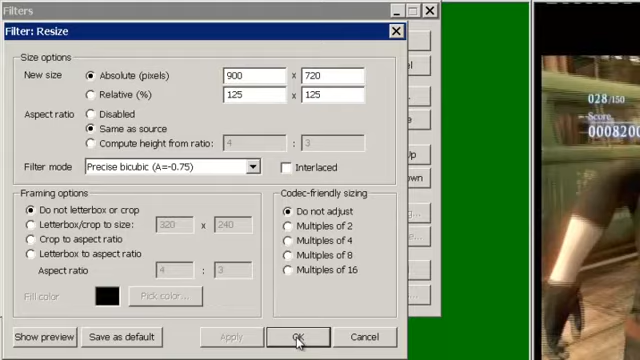 Filters
Filter: Resize
Size options
New size
Absolute (pixels)
900 x 720
Relative (%)
125 x 125
Aspect ratio
Disabled
Same as source
Compute height from ratio:
4 : 3
Filter mode
Precise bicubic (A=-0.75)
Interlaced
Framing options
Do not letterbox or crop
Letterbox/crop to size:
320 x 240
Crop to aspect ratio
Letterbox to aspect ratio
Aspect ratio
4 : 3
Fill color
Pick color...
Codec-friendly sizing
Do not adjust
Multiples of 2
Multiples of 4
Multiples of 8
Multiples of 16
Show preview
Save as default
Apply
OK
Cancel
028/150
Score
0008200